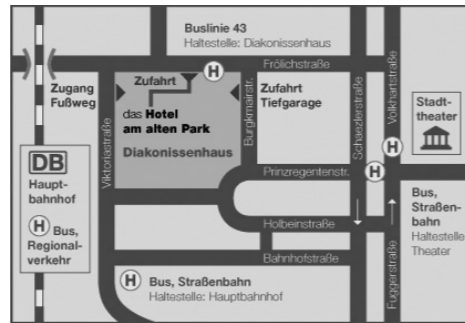 Buslinie 43
Haltestelle: Diakonissenhaus
Frölichstraße
H
Zufahrt
Zugang
Fußweg
das Hotel
am alten Park
Diakonissenhaus
Viktoriastraße
Burgkmairstr.
Zufahrt
Tiefgarage
Schaezlerstraße
Volkhartstraße
Stadt-
theater
H
DB
Haupt-
bahnhof
H Bus,
Regional-
verkehr
Prinzregentenstr.
H
Holbeinstraße
Bahnhofstraße
Bus,
Straßen-
bahn
Haltestelle
Theater
Fuggerstraße
H Bus, Straßenbahn
Haltestelle: Hauptbahnhof